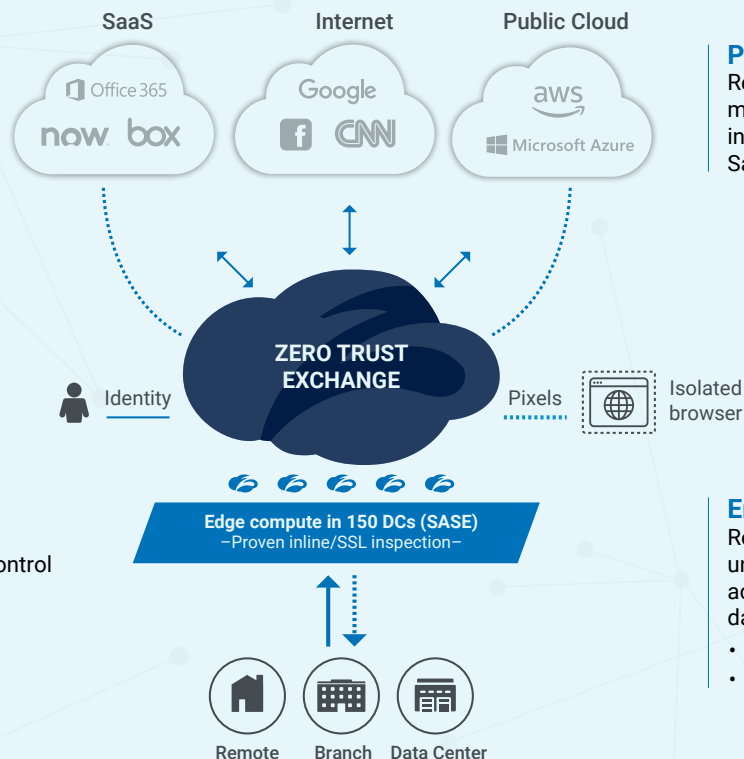 SaaS
Internet
Public Cloud
Office 365
now box
Google
f CNN
aws
Microsoft Azure
P
Re
m
in
Sa
ZERO TRUST
EXCHANGE
Identity
Pixels
Isolated
browser
Edge compute in 150 DCs (SASE)
–Proven inline/SSL inspection–
ontrol
Re
un
ac
da
•
•
Remote
Branch
Data Center